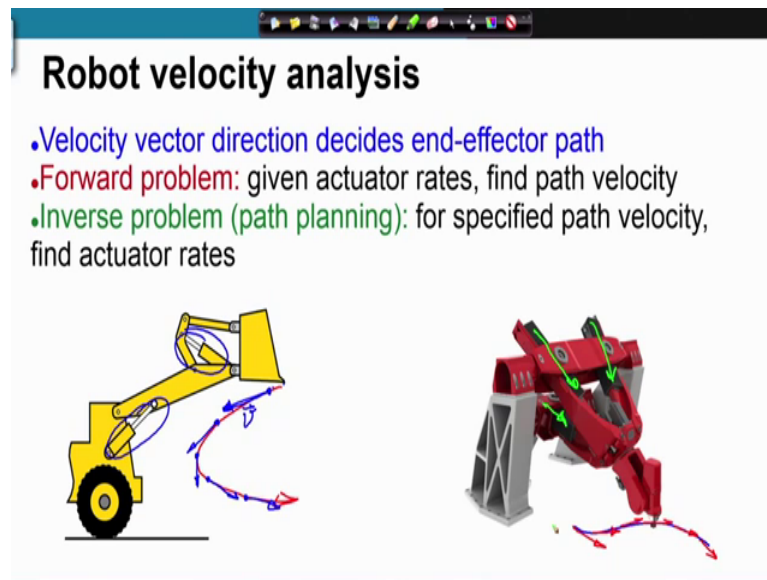 Robot velocity analysis
•Velocity vector direction decides end-effector path
•Forward problem: given actuator rates, find path velocity
•Inverse problem (path planning): for specified path velocity,
find actuator rates
v⃗